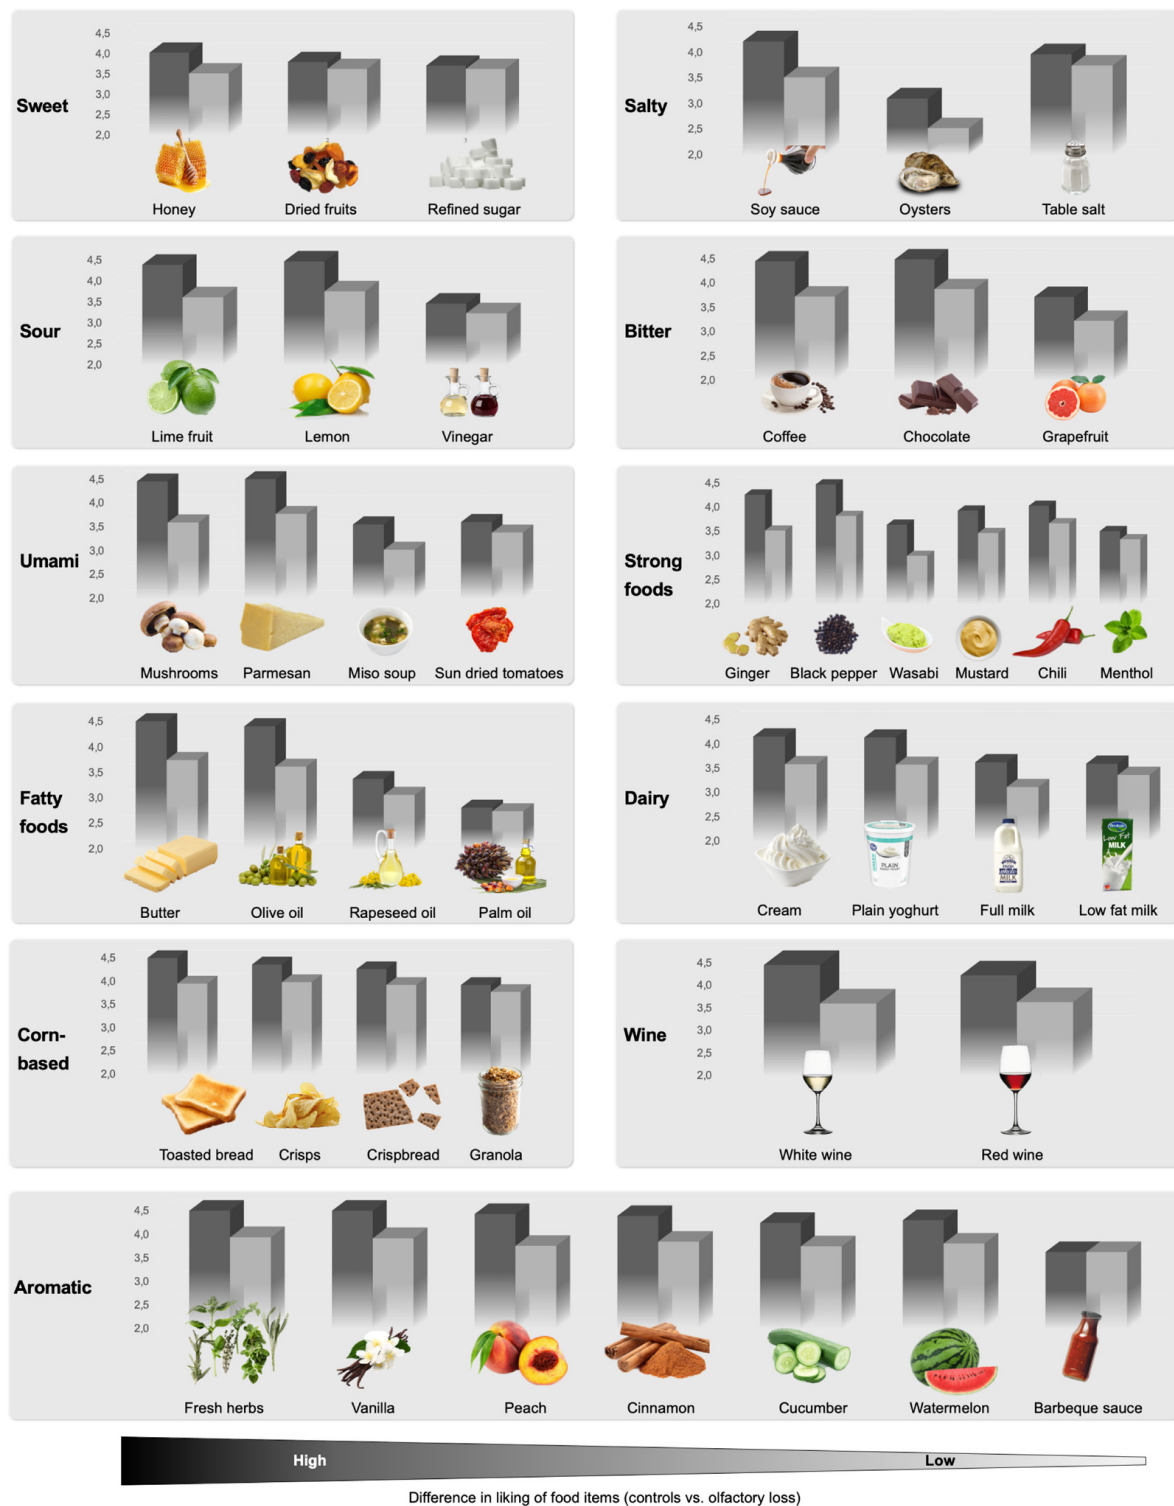 4,5
4,0
3,5
2,5
2,0
Sweet
3,0
Honey
Dried fruits
Refined sugar
4,5
4,0
3,5
3,0
2,5
2,0
Salty
Soy sauce
Oysters
Table salt
4,5
4,0
3,5
3,0
2,5
2,0
Sour
Lime fruit
Lemon
Vinegar
4,5
4,0
3,5
3,0
2,5
2,0
Bitter
Coffee
Chocolate
Grapefruit
4,5
4,0
3,5
3,0
2,5
2,0
Umami
Mushrooms
Parmesan
Miso soup
Sun dried tomatoes
4,5
4,0
3,5
3,0
2,5
2,0
Strong
foods
Ginger
Black pepper
Wasabi
Mustard
Chili
Menthol
4,5
4,0
3,5
3,0
2,5
2,0
Fatty
foods
Butter
Olive oil
Rapeseed oil
Palm oil
4,5
4,0
3,5
3,0
2,5
2,0
Dairy
PLAIN
MILK
Low Fat
MILK
Cream
Plain yoghurt
Full milk
Low fat milk
4,5
4,0
3,5
3,0
2,5
2,0
Corn-
based
Toasted bread
Crisps
Crispbread
Granola
4,5
4,0
3,5
3,0
2,5
2,0
Wine
White wine
Red wine
4,5
4,0
3,5
3,0
2,5
2,0
Aromatic
Fresh herbs
Vanilla
Peach
Cinnamon
Cucumber
Watermelon
Barbeque sauce
High
Low
Difference in liking of food items (controls vs. olfactory loss)